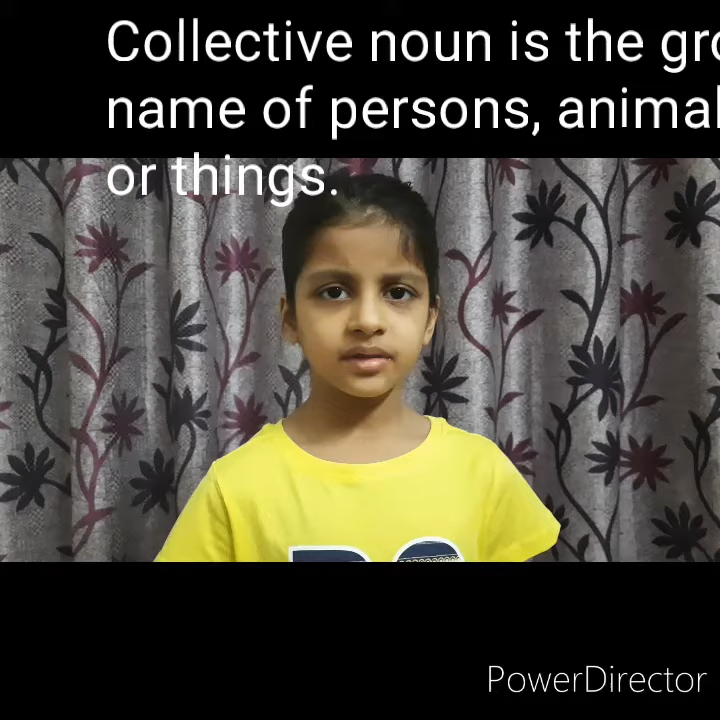 Collective noun is the gro
name of persons, animal
or things.
PowerDirector